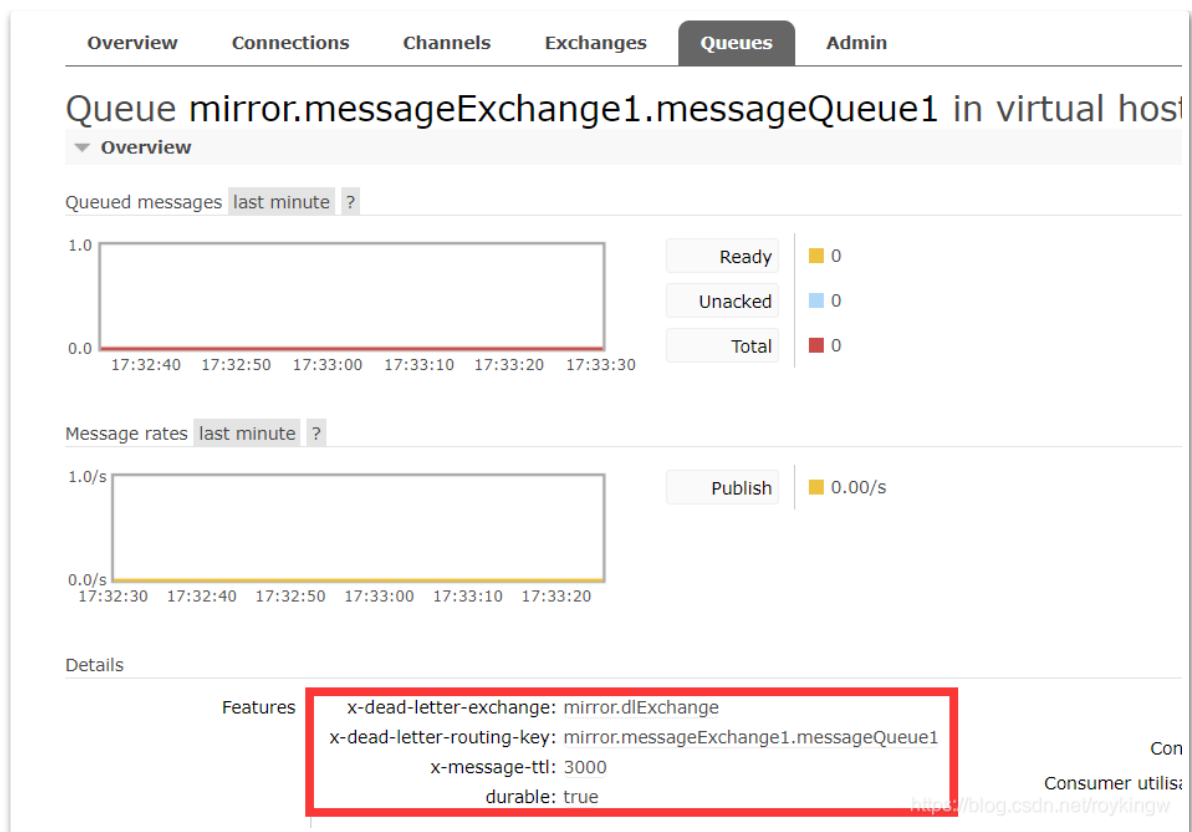 Overview Connections Channels Exchanges Queues Admin
Queue mirror.messageExchange1.messageQueue1 in virtual host
Overview
Queued messages last minute ?
1.0
0.0
17:32:40 17:32:50 17:33:00 17:33:10 17:33:20 17:33:30
Ready 0
Unacked 0
Total 0
Message rates last minute ?
1.0/s
0.0/s
17:32:30 17:32:40 17:32:50 17:33:00 17:33:10 17:33:20
Publish 0.00/s
Details
Features x-dead-letter-exchange: mirror.dlExchange
x-dead-letter-routing-key: mirror.messageExchange1.messageQueue1
x-message-ttl: 3000
durable: true
Con
Consumer utilisa
https://blog.csdn.net/roykingw